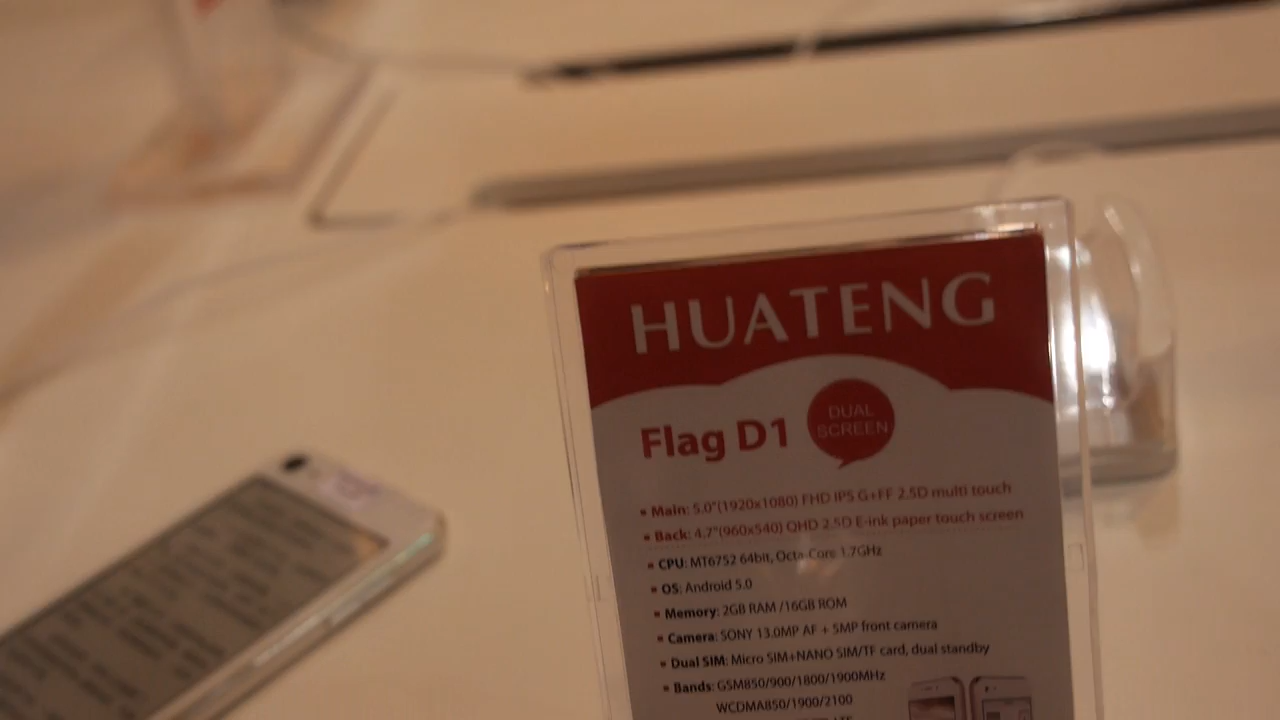 HUATENG
Flag D1
DUAL
SCREEN
Main: 5.0"(1920x1080) FHD IPS G+FF 2.5D multi touch
Back: 4.7"(960x540) QHD 2.5D E-ink paper touch screen
CPU: MT6752 64bit, Octa-Core 1.7GHz
OS: Android 5.0
Memory: 2GB RAM /16GB ROM
Camera: SONY 13.0MP AF + 5MP front camera
Dual SIM: Micro SIM+NANO SIM/TF card, dual standby
Bands: GSM850/900/1800/1900MHz
WCDMA850/1900/2100